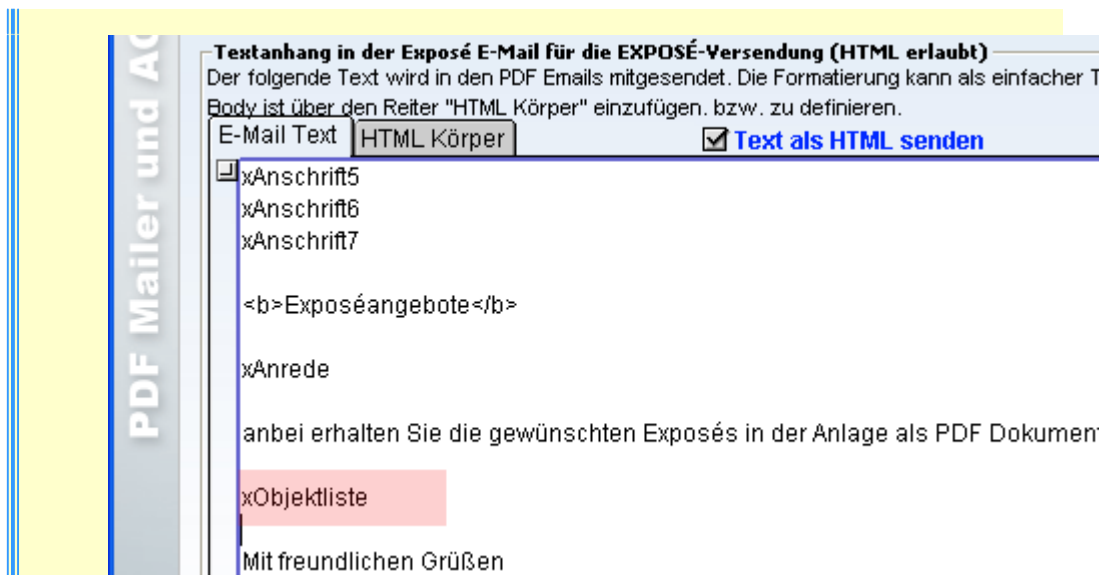 Textanhang in der Exposé E-Mail für die EXPOSÉ-Versendung (HTML erlaubt)
Der folgende Text wird in den PDF Emails mitgesendet. Die Formatierung kann als einfacher
Body ist über den Reiter "HTML Körper" einzufügen. bzw. zu definieren.
E-Mail Text HTML Körper Text als HTML senden
xAnschrift5
xAnschrift6
xAnschrift7
<b>Exposéangebote</b>
xAnrede
anbei erhalten Sie die gewünschten Exposés in der Anlage als PDF Dokument
xObjektliste
Mit freundlichen Grüßen
PDF Mailer und